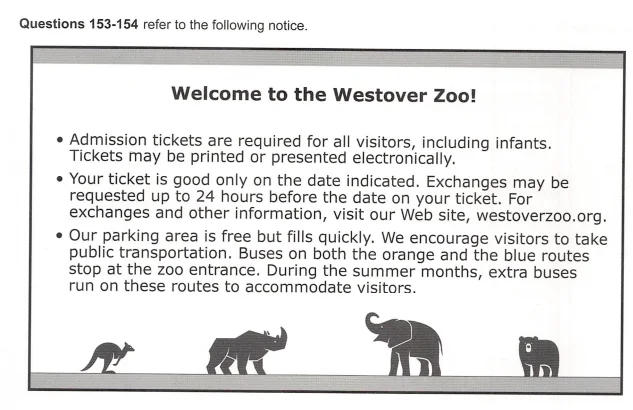 Questions 153-154 refer to the following notice.
Welcome to the Westover Zoo!
• Admission tickets are required for all visitors, including infants.
Tickets may be printed or presented electronically.
• Your ticket is good only on the date indicated. Exchanges may be
requested up to 24 hours before the date on your ticket. For
exchanges and other information, visit our Web site, westoverzoo.org.
• Our parking area is free but fills quickly. We encourage visitors to take
public transportation. Buses on both the orange and the blue routes
stop at the zoo entrance. During the summer months, extra buses
run on these routes to accommodate visitors.